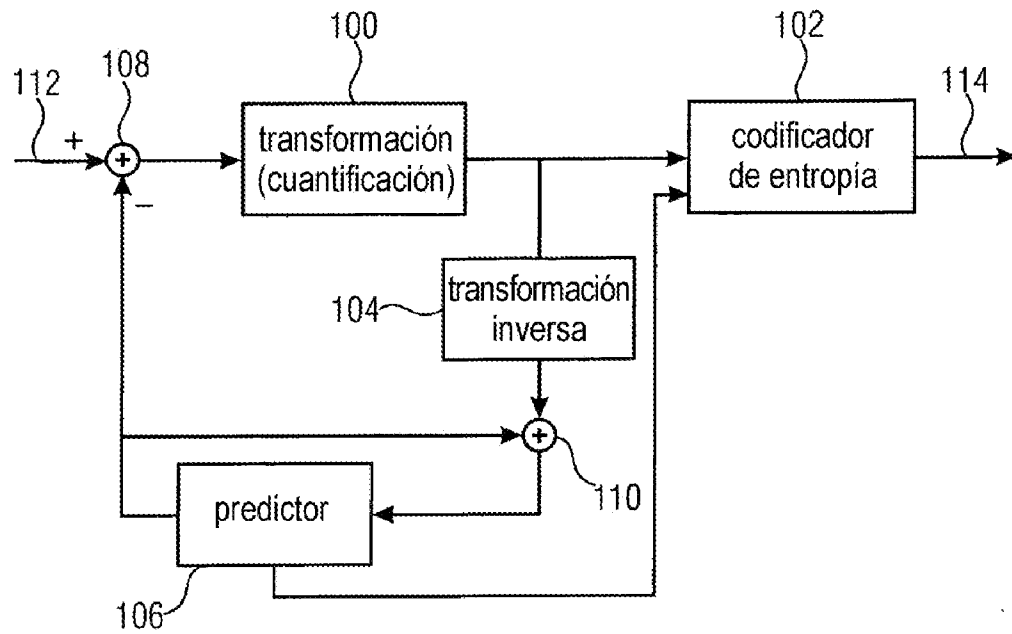 100
102
108
112
114
+
+
transformación
(cuantificación)
codificador
de entropía
–
104
transformación
inversa
+
110
predictor
106